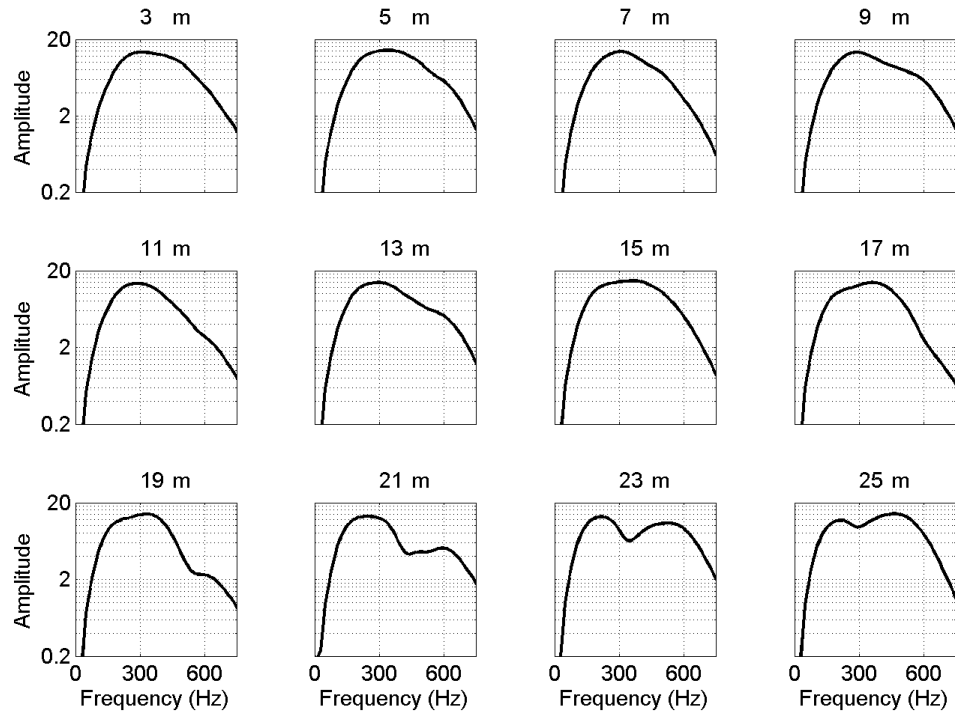 3 m
5 m
7 m
9 m
20
2
0.2
Amplitude
11 m
13 m
15 m
17 m
20
2
0.2
Amplitude
19 m
21 m
23 m
25 m
20
2
0.2
Amplitude
0 300 600
0 300 600
0 300 600
0 300 600
Frequency (Hz)
Frequency (Hz)
Frequency (Hz)
Frequency (Hz)